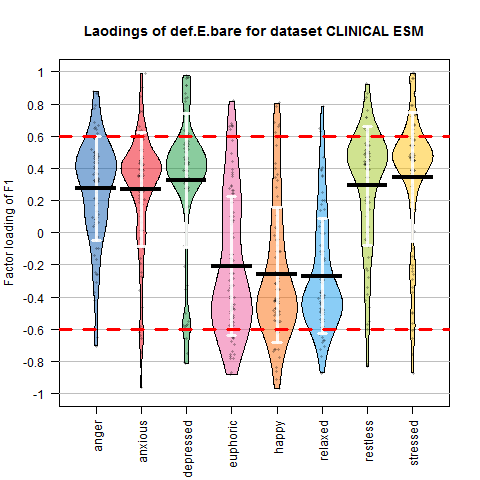 Laodings of def.E.bare for dataset CLINICAL ESM
Factor loading of F1
1
0.8
0.6
0.4
0.2
0
-0.2
-0.4
-0.6
-0.8
-1
anger
anxious
depressed
euphoric
happy
relaxed
restless
stressed